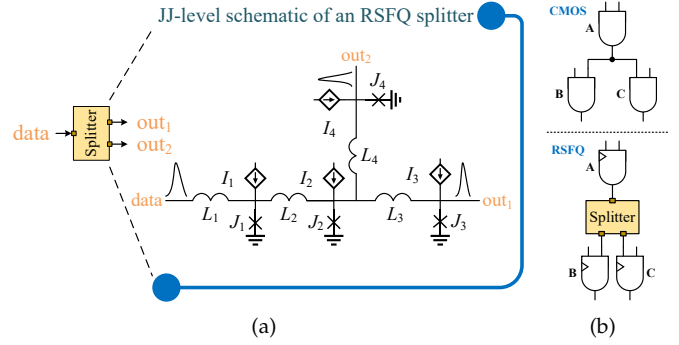 JJ-level schematic of an RSFQ splitter
data
Splitter
out₁
out₂
out₂
J₄
I₄
L₄
data
I₁
I₂
I₃
L₁
J₁
L₂
J₂
L₃
J₃
out₁
(a)
CMOS
A
B
C
RSFQ
A
Splitter
B
C
(b)